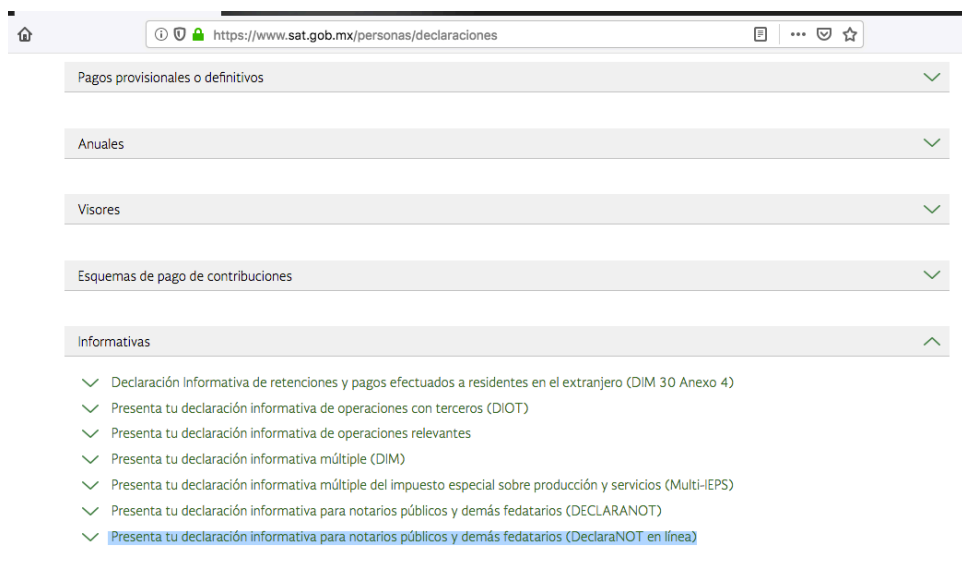 https://www.sat.gob.mx/personas/declaraciones
Pagos provisionales o definitivos
Anuales
Visores
Esquemas de pago de contribuciones
Informativas
Declaración Informativa de retenciones y pagos efectuados a residentes en el extranjero (DIM 30 Anexo 4)
Presenta tu declaración informativa de operaciones con terceros (DIOT)
Presenta tu declaración informativa de operaciones relevantes
Presenta tu declaración informativa múltiple (DIM)
Presenta tu declaración informativa múltiple del impuesto especial sobre producción y servicios (Multi-IEPS)
Presenta tu declaración informativa para notarios públicos y demás fedatarios (DECLARANOT)
Presenta tu declaración informativa para notarios públicos y demás fedatarios (DeclaraNOT en línea)